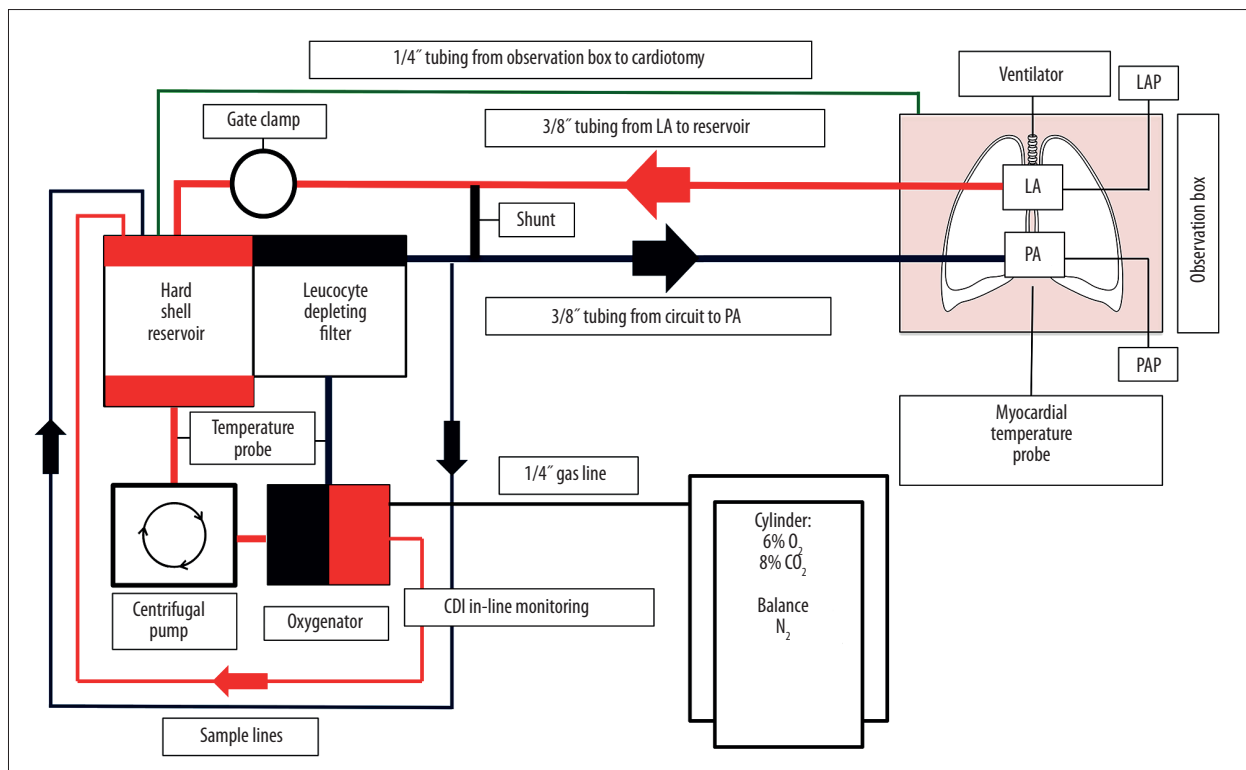 1/4˝ tubing from observation box to cardiotomy
Ventilator
LAP
Gate clamp
3/8˝ tubing from LA to reservoir
LA
Shunt
Observation box
PA
Hard
shell
reservoir
Leucocyte
depleting
filter
3/8˝ tubing from circuit to PA
PAP
Temperature
probe
Myocardial
temperature
probe
1/4˝ gas line
Cylinder:
6% O₂
8% CO₂
Balance
N₂
CDI in-line monitoring
Centrifugal
pump
Oxygenator
Sample lines